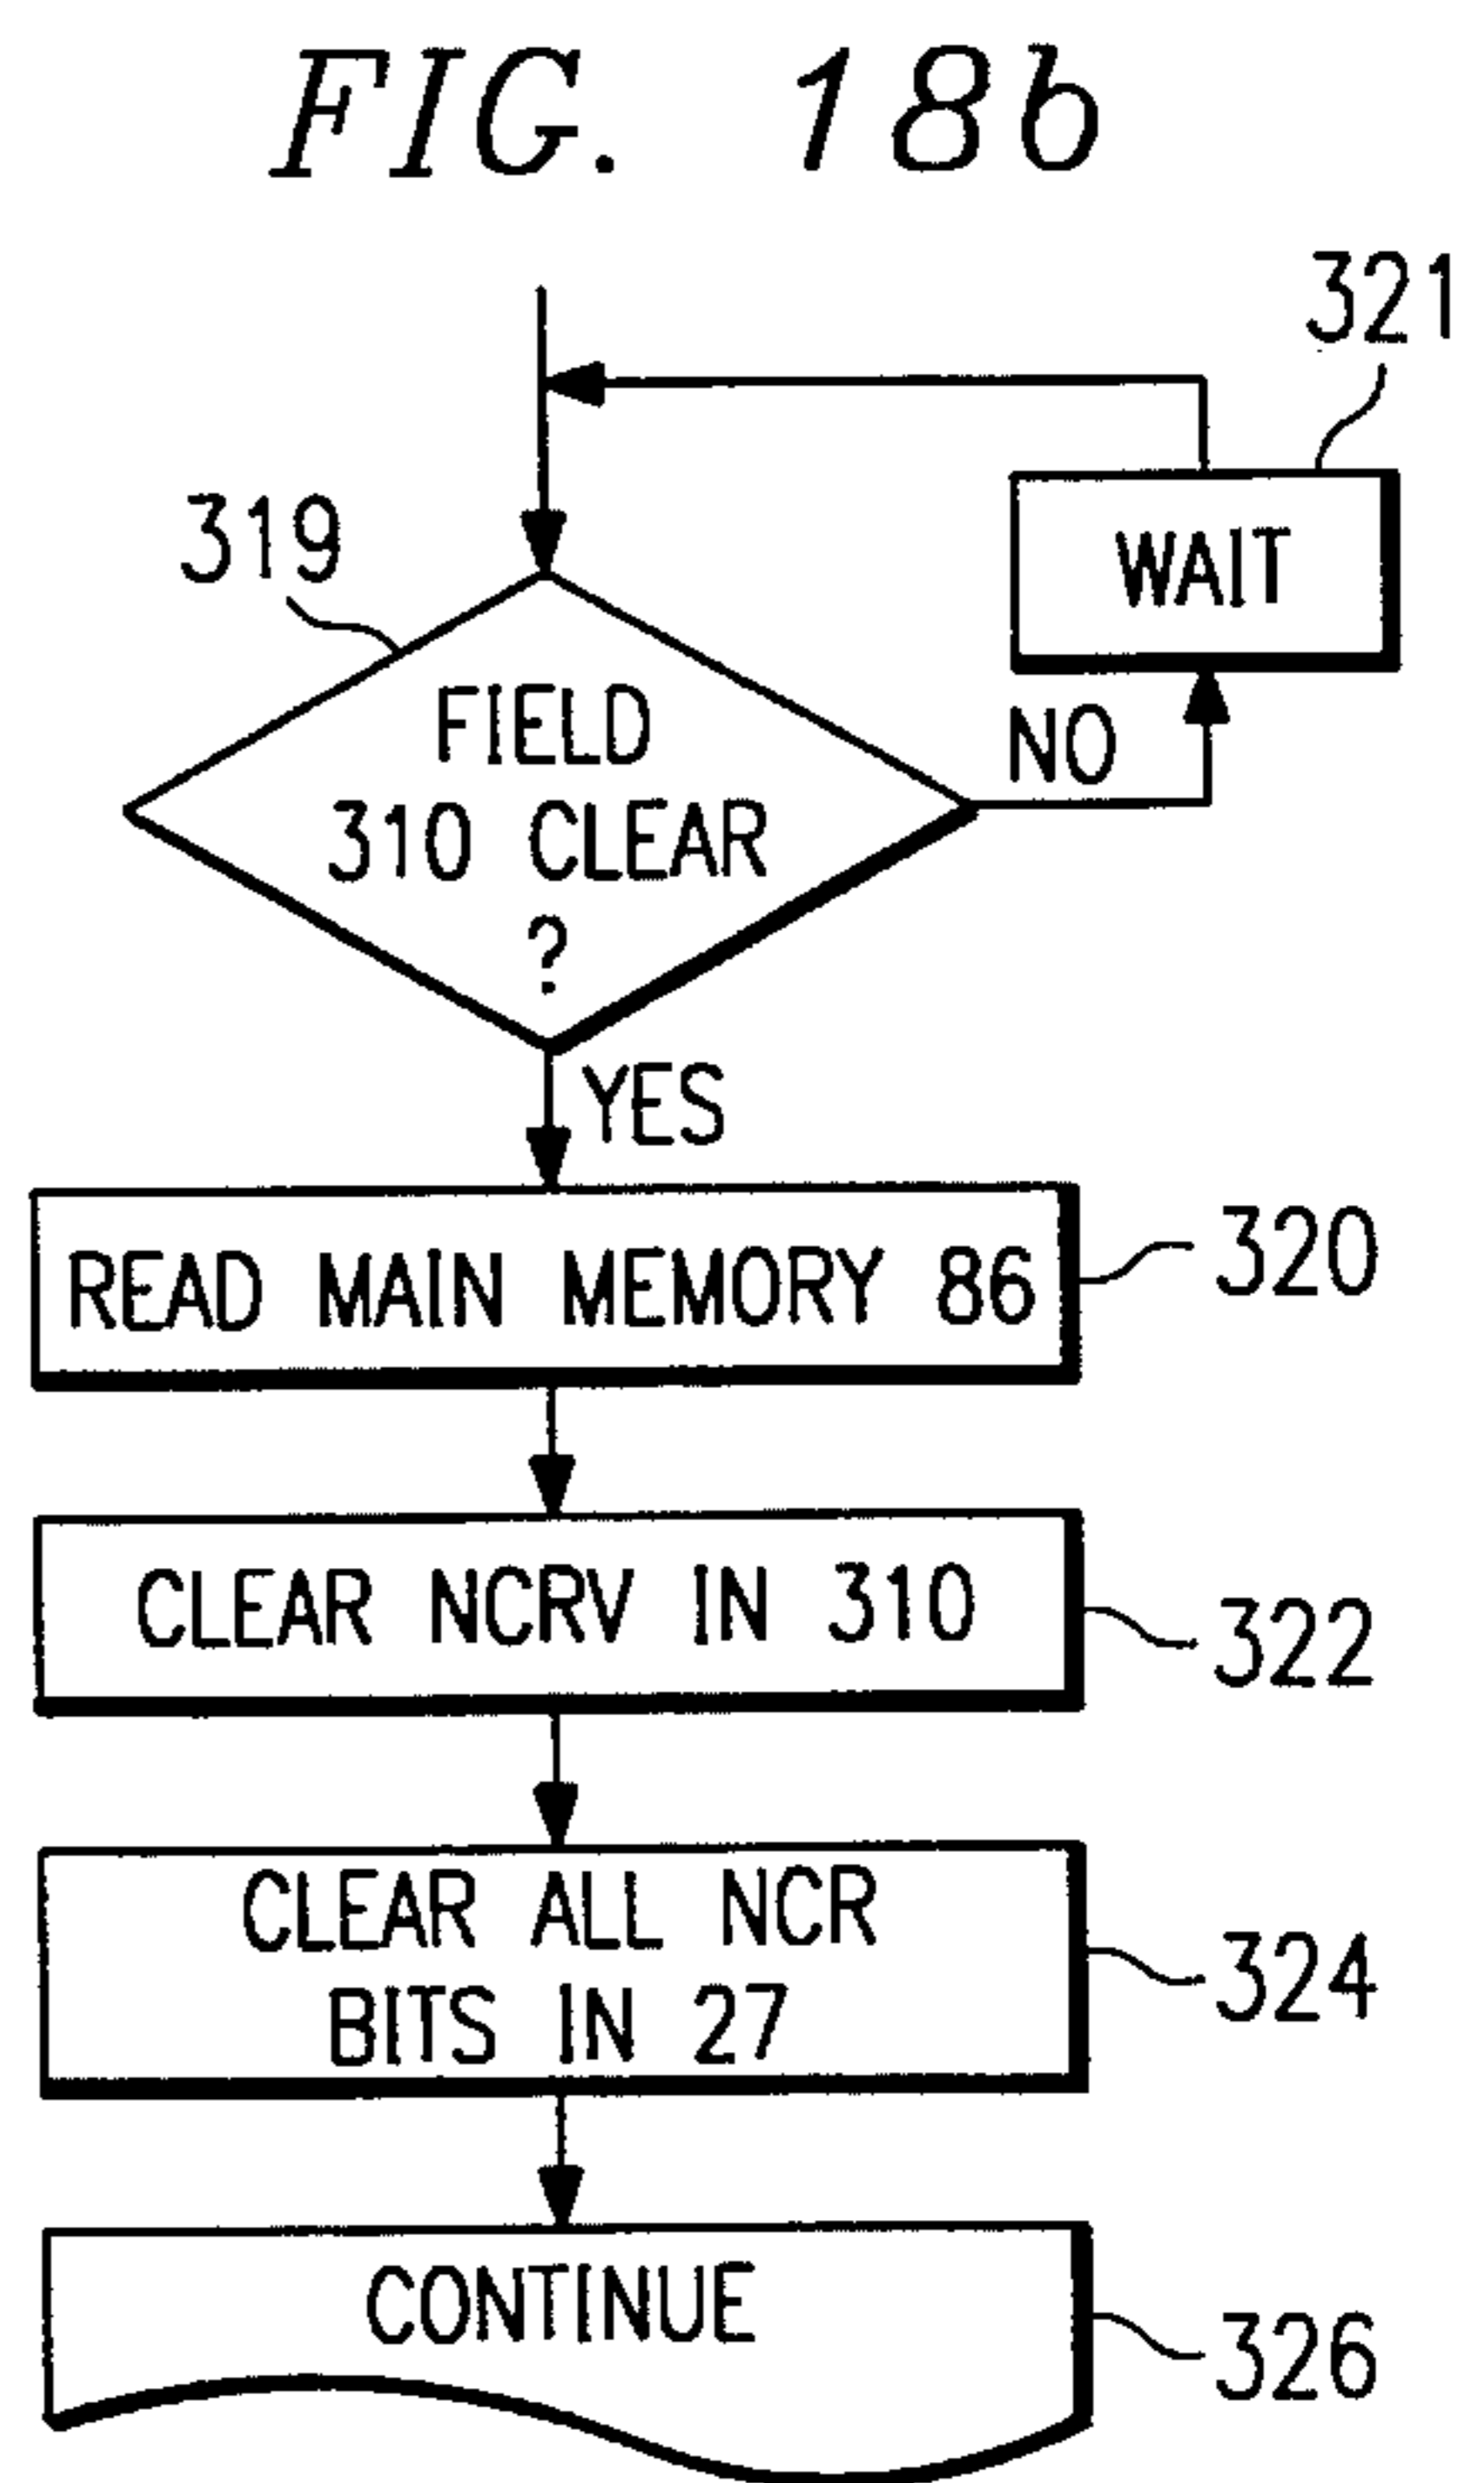 FIG. 18b
321
WAIT
319
FIELD
310 CLEAR
?
NO
YES
READ MAIN MEMORY 86
320
CLEAR NCRV IN 310
322
CLEAR ALL NCR
BITS IN 27
324
CONTINUE
326